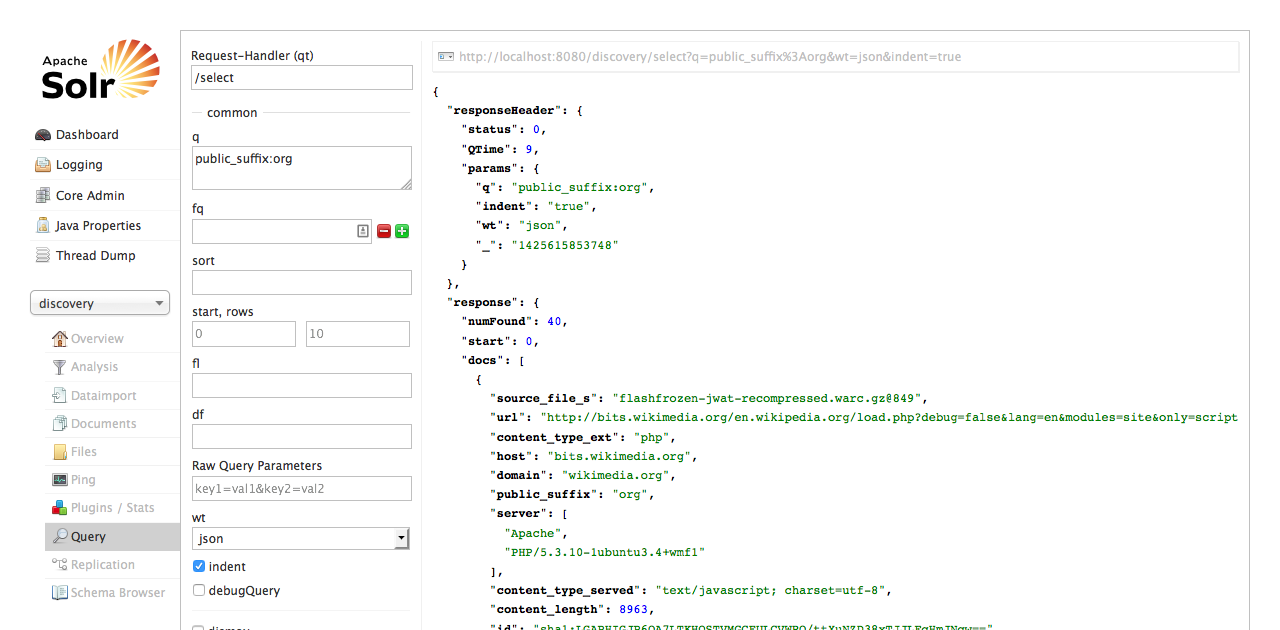 Apache
Solr
Dashboard
Logging
Core Admin
Java Properties
Thread Dump
discovery
Overview
Analysis
Dataimport
Documents
Files
Ping
Plugins / Stats
Query
Replication
Schema Browser
Request-Handler (qt)
/select
common
q
public_suffix:org
fq
sort
start, rows
0 10
fl
df
Raw Query Parameters
key1=val1&key2=val2
wt
json
indent
debugQuery
http://localhost:8080/discovery/select?q=public_suffix%3Aorg&wt=json&indent=true
{
"responseHeader": {
"status": 0,
"QTime": 9,
"params": {
"q": "public_suffix:org",
"indent": "true",
"wt": "json",
"_": "1425615853748"
}
},
"response": {
"numFound": 40,
"start": 0,
"docs": [
{
"source_file_s": "flashfrozen-jwat-recompressed.warc.gz@849",
"url": "http://bits.wikimedia.org/en.wikipedia.org/load.php?debug=false&lang=en&modules=site&only=script
"content_type_ext": "php",
"host": "bits.wikimedia.org",
"domain": "wikimedia.org",
"public_suffix": "org",
"server": [
"Apache",
"PHP/5.3.10-1ubuntu3.4+wmf1"
],
"content_type_served": "text/javascript; charset=utf-8",
"content_length": 8963,